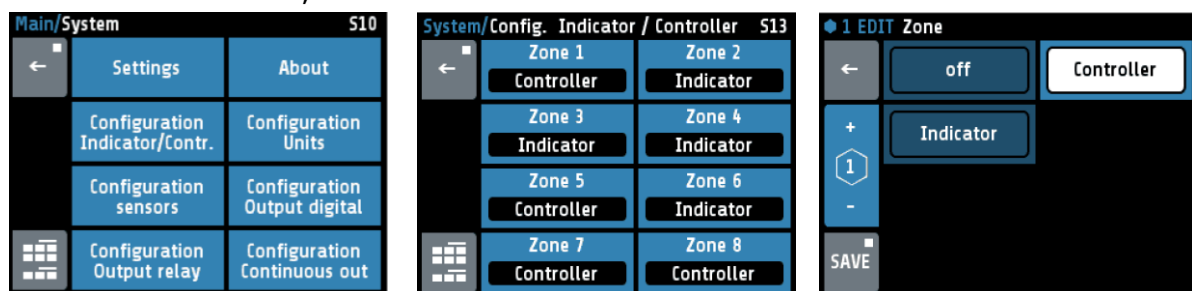 Main/System S10
←
Settings
About
Configuration
Indicator/Contr.
Configuration
Units
Configuration
sensors
Configuration
Output digital
Configuration
Output relay
Configuration
Continuous out
System/Config. Indicator / Controller S13
←
Zone 1
Controller
Zone 2
Indicator
Zone 3
Indicator
Zone 4
Indicator
Zone 5
Controller
Zone 6
Indicator
Zone 7
Controller
Zone 8
Controller
1 EDIT Zone
←
off
Controller
+
1
-
Indicator
SAVE